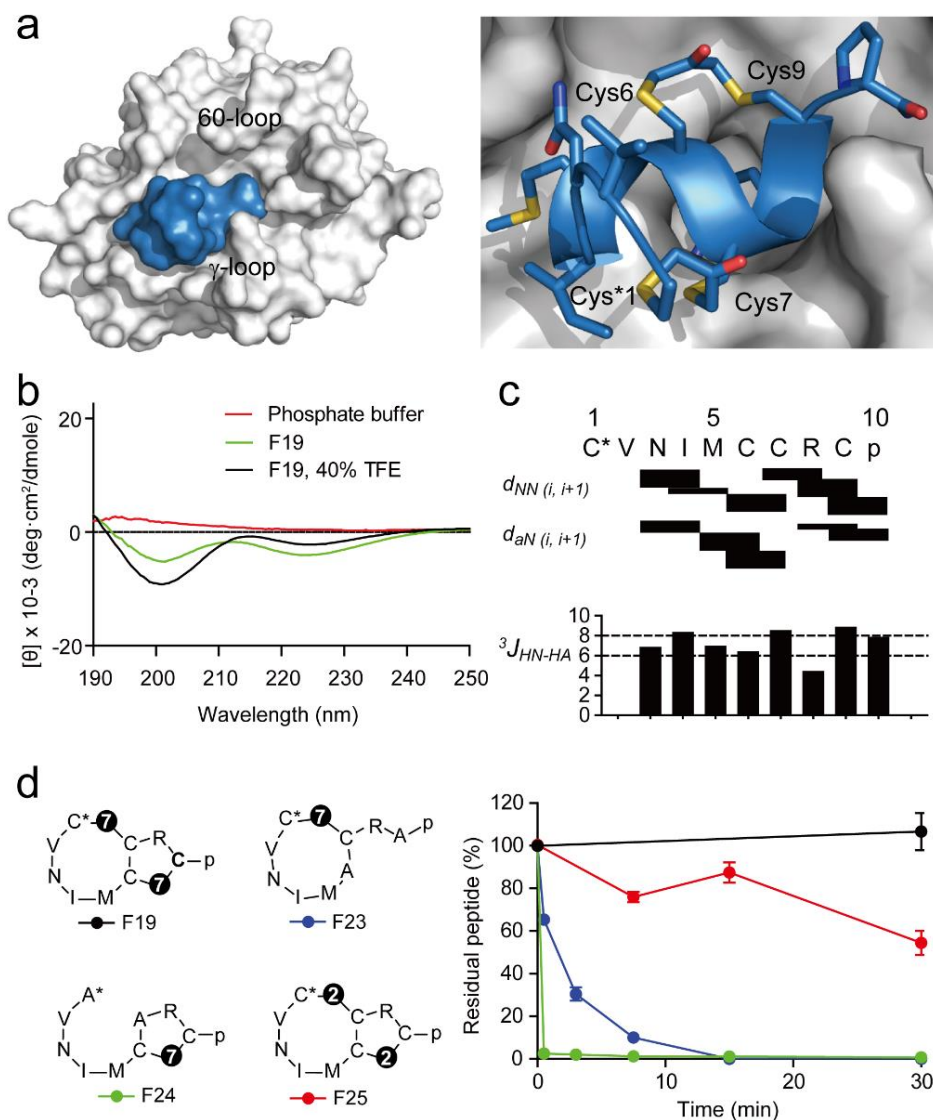 a
60-loop
γ-loop
Cys6
Cys9
Cys*1
Cys7
b
[θ] x 10-3 (deg·cm²/dmole)
20
0
-20
Phosphate buffer
F19
F19, 40% TFE
190 200 210 220 230 240 250
Wavelength (nm)
c
1 5 10
C* V N I M C C R C p
dNN (i, i+1)
daN (i, i+1)
³JHN-HA
10
8
6
4
2
0
d
C* 7 C R C p
V N I M C 7
F19
C* 7 C R A p
V N I M A
F23
A* A R C p
V N I M C 7
F24
C* 2 C R C p
V N I M C 2
F25
Residual peptide (%)
120
100
80
60
40
20
0
0 10 20 30
Time (min)